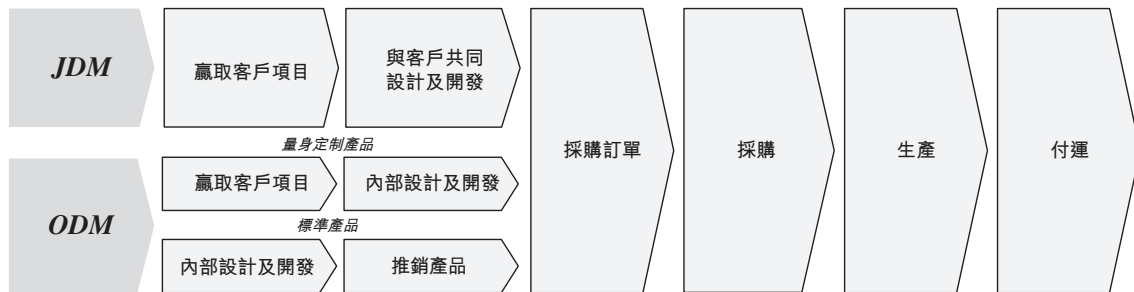 JDM
贏取客戶項目
與客戶共同
設計及開發
量身定制產品
ODM
贏取客戶項目
內部設計及開發
標準產品
內部設計及開發
推銷產品
採購訂單
採購
生產
付運